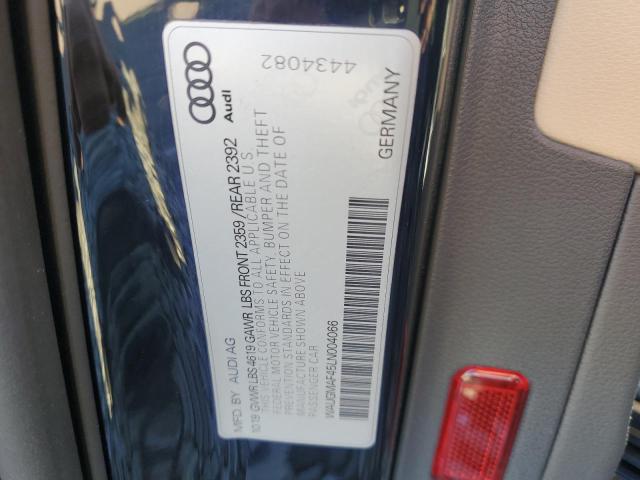 MFD. BY AUDI AG
10/19 GVWR LBS 4619 GAWR LBS FRONT 2359 / REAR 2392
THIS VEHICLE CONFORMS TO ALL APPLICABLE U S
FEDERAL MOTOR VEHICLE SAFETY, BUMPER AND THEFT
PREVENTION STANDARDS IN EFFECT ON THE DATE OF
MANUFACTURE SHOWN ABOVE
PASSENGER CAR
WAUGMAF45LN004066
GERMANY
Audi
4434082